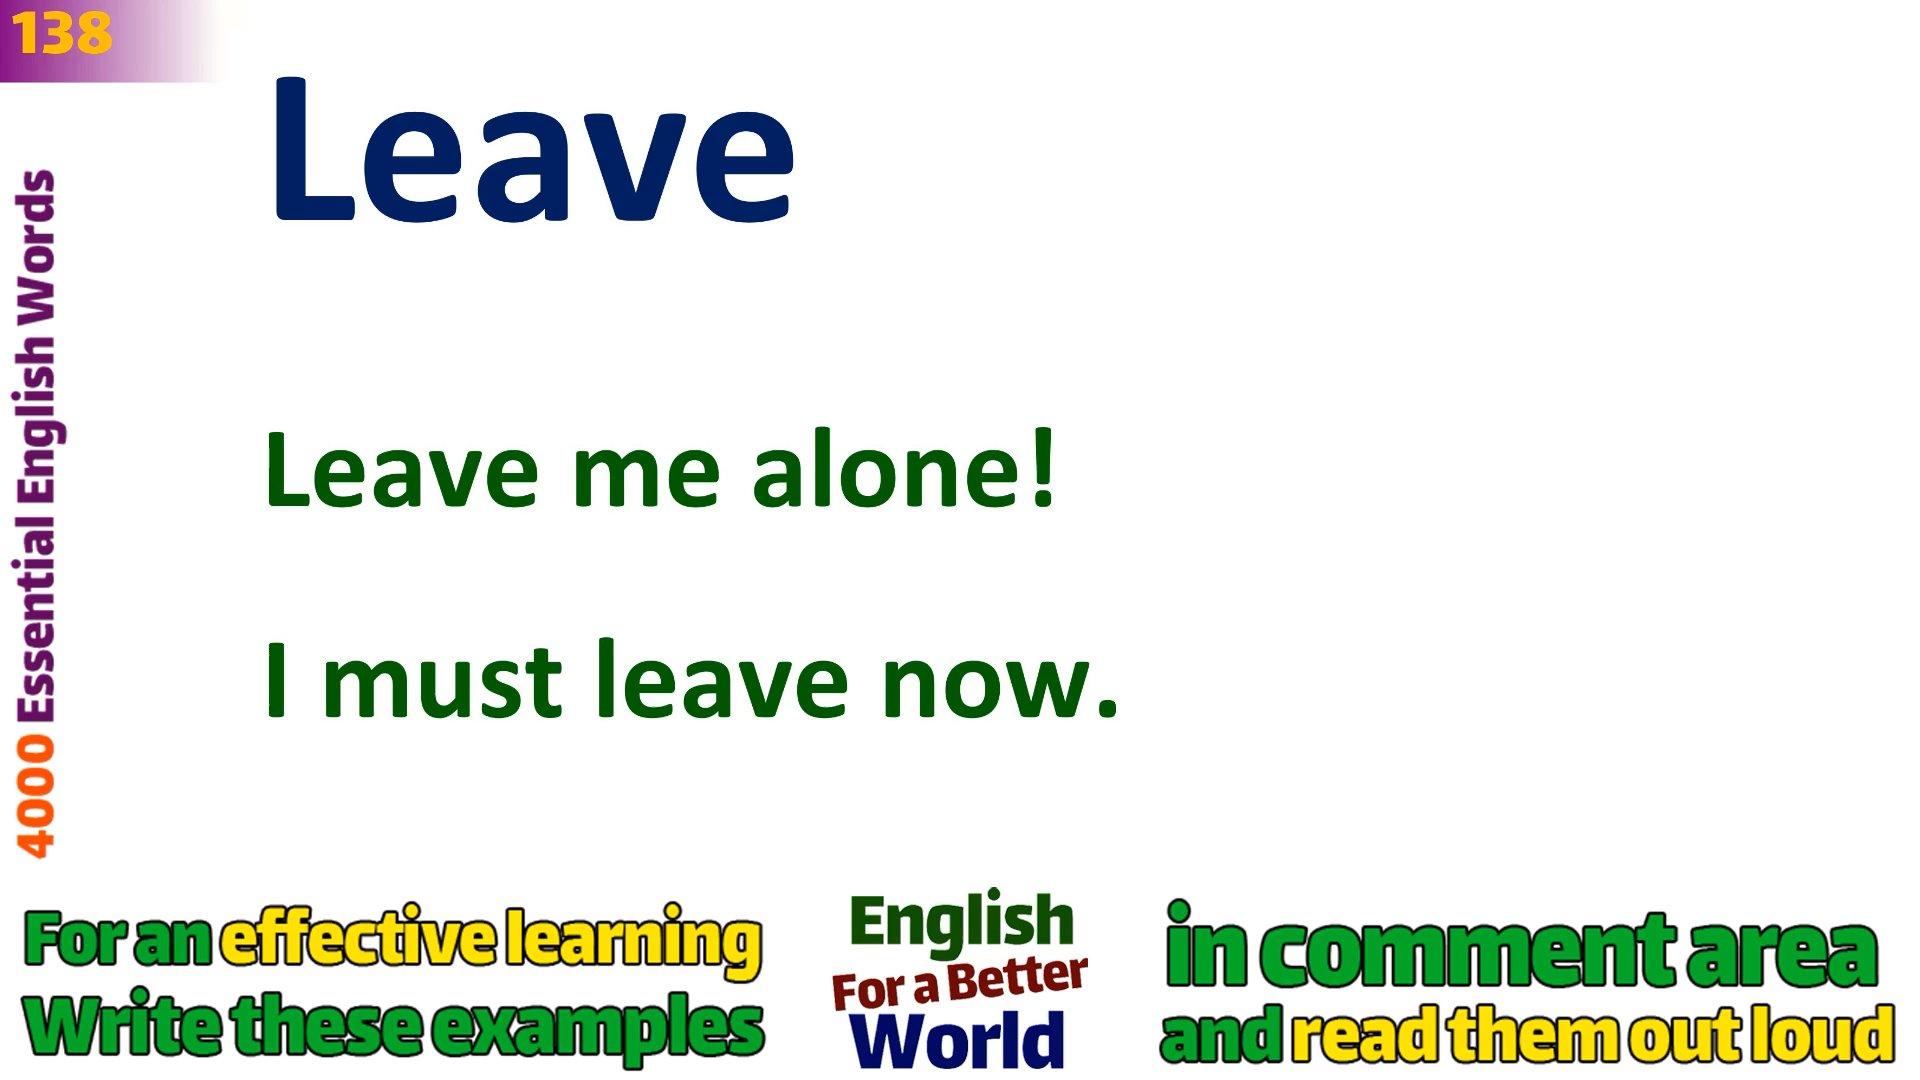 138
Leave
4000 Essential English Words
Leave me alone!
I must leave now.
For an effective learning
Write these examples
English
For a Better
World
in comment area
and read them out loud